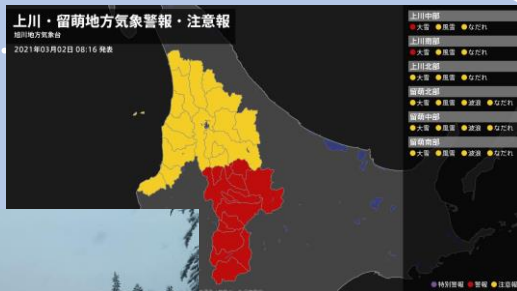 上川・留萌地方気象警報・注意報
旭川地方気象台
2021年03月02日 08:16 発表
上川中部
●大雪 ●風雪 ●なだれ
上川南部
●大雪 ●風雪 ●なだれ
上川北部
●大雪 ●風雪 ●なだれ
留萌北部
●大雪 ●風雪 ●波浪 ●なだれ
留萌中部
●大雪 ●風雪 ●波浪 ●なだれ
留萌南部
●大雪 ●風雪 ●波浪 ●なだれ
●特別警報 ●警報 ●注意報